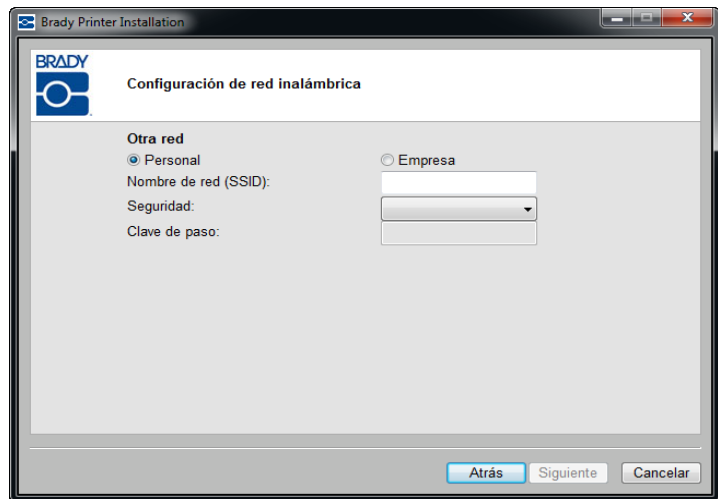 Brady Printer Installation
BRADY
Configuración de red inalámbrica
Otra red
Personal Empresa
Nombre de red (SSID):
Seguridad:
Clave de paso:
Atrás Siguiente Cancelar